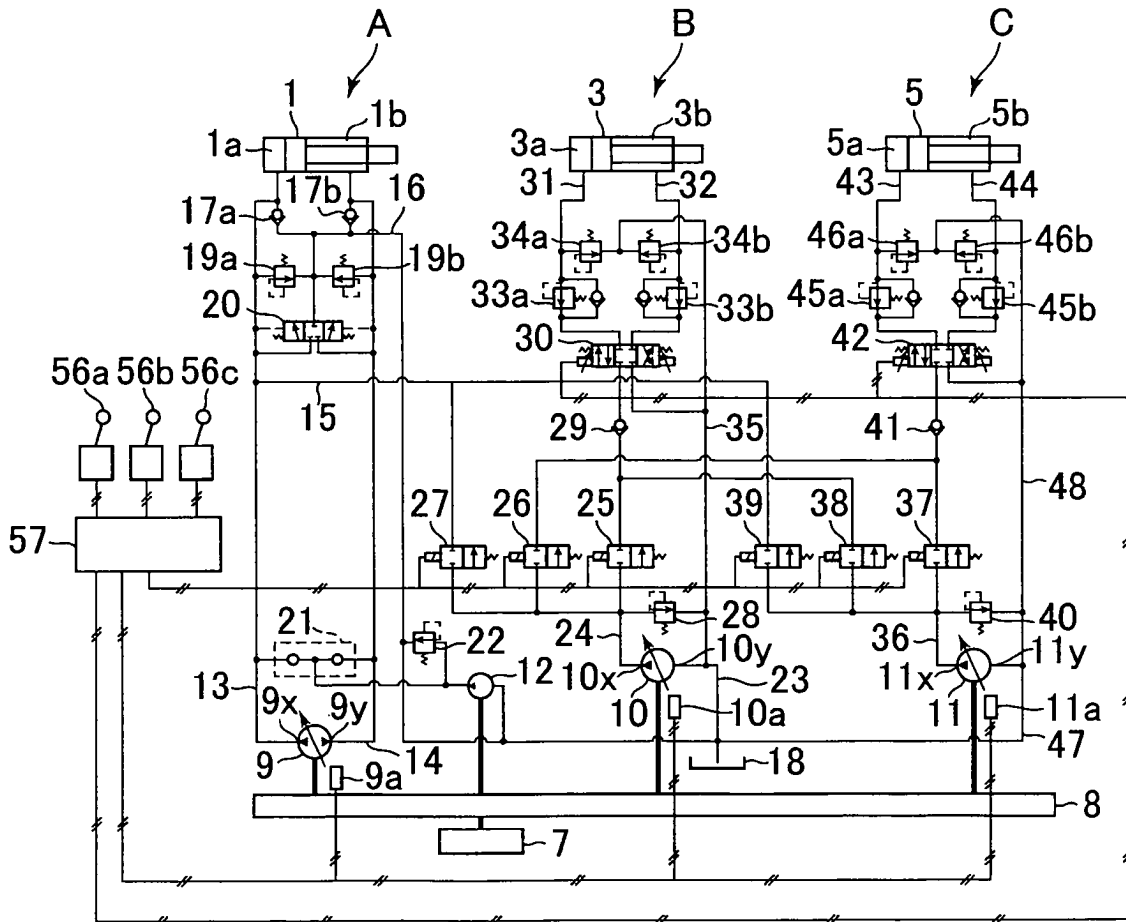 A B C
1 1b 3 3b 5 5b
1a 3a 5a
17b 16 31 32 43 44
17a
34a 34b 46a 46b
19a 19b
33a 33b 45a 45b
20
30 42
56a 56b 56c
15
29 35 41
48
27 26 25 39 38 37
57
28 40
21 22 24 36
12 10y 11y
13 10x 23 11x
9x 9y
10 10a 11 11a
9 14 47
9a 18
8
7